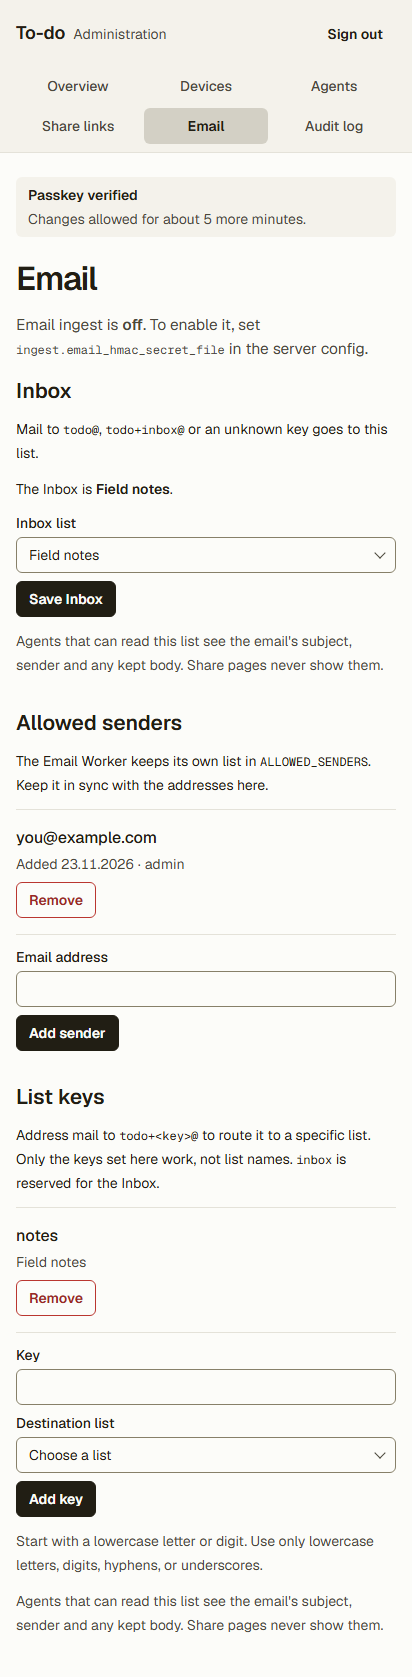 To-do Administration
Sign out
Overview Devices Agents
Share links Email Audit log
Passkey verified
Changes allowed for about 5 more minutes.
Email
Email ingest is off. To enable it, set
ingest.email_hmac_secret_file in the server config.
Inbox
Mail to todo@, todo+inbox@ or an unknown key goes to this
list.
The Inbox is Field notes.
Inbox list
Field notes
Save Inbox
Agents that can read this list see the email's subject,
sender and any kept body. Share pages never show them.
Allowed senders
The Email Worker keeps its own list in ALLOWED_SENDERS.
Keep it in sync with the addresses here.
you@example.com
Added 23.11.2026 · admin
Remove
Email address
Add sender
List keys
Address mail to todo+<key>@ to route it to a specific list.
Only the keys set here work, not list names. inbox is
reserved for the Inbox.
notes
Field notes
Remove
Key
Destination list
Choose a list
Add key
Start with a lowercase letter or digit. Use only lowercase
letters, digits, hyphens, or underscores.
Agents that can read this list see the email's subject,
sender and any kept body. Share pages never show them.